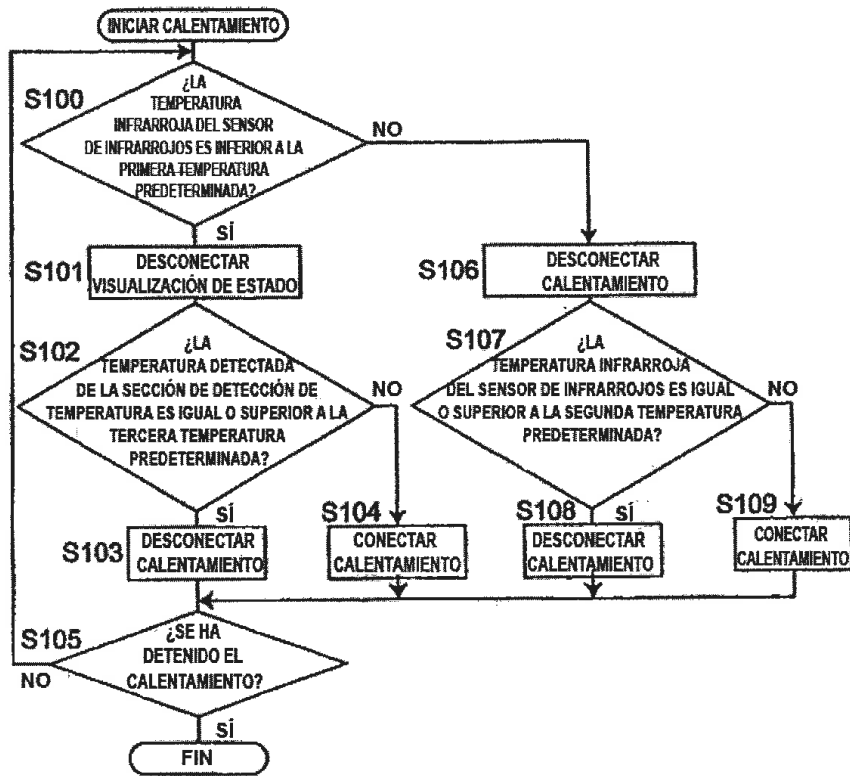 INICIAR CALENTAMIENTO
S100
¿LA
TEMPERATURA
INFRARROJA DEL SENSOR
DE INFRARROJOS ES INFERIOR A LA
PRIMERA TEMPERATURA
PREDETERMINADA?
NO
SÍ
S101
DESCONECTAR
VISUALIZACIÓN DE ESTADO
S106
DESCONECTAR
CALENTAMIENTO
S102
¿LA
TEMPERATURA DETECTADA
DE LA SECCIÓN DE DETECCIÓN DE
TEMPERATURA ES IGUAL O SUPERIOR A LA
TERCERA TEMPERATURA
PREDETERMINADA?
NO
S107
¿LA
TEMPERATURA INFRARROJA
DEL SENSOR DE INFRARROJOS ES IGUAL
O SUPERIOR A LA SEGUNDA TEMPERATURA
PREDETERMINADA?
NO
SÍ
S103
DESCONECTAR
CALENTAMIENTO
S104
CONECTAR
CALENTAMIENTO
S108
SÍ
DESCONECTAR
CALENTAMIENTO
S109
CONECTAR
CALENTAMIENTO
S105
¿SE HA
DETENIDO EL
CALENTAMIENTO?
NO
SÍ
FIN